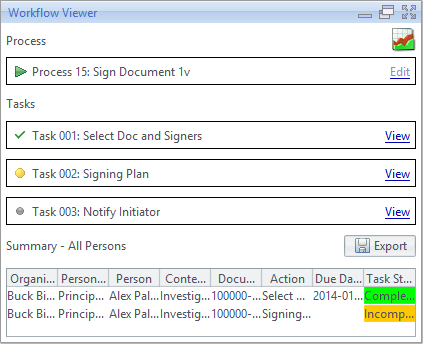 Workflow Viewer
Process
Process 15: Sign Document 1v Edit
Tasks
Task 001: Select Doc and Signers View
Task 002: Signing Plan View
Task 003: Notify Initiator View
Summary - All Persons Export
Organi... Person... Person Conte... Docu... Action Due Da... Task St...
Buck Bi... Princip... Alex Pal... Investig... 100000-... Select ... 2014-01... Comple...
Buck Bi... Princip... Alex Pal... Investig... 100000-... Signing... Incomp...